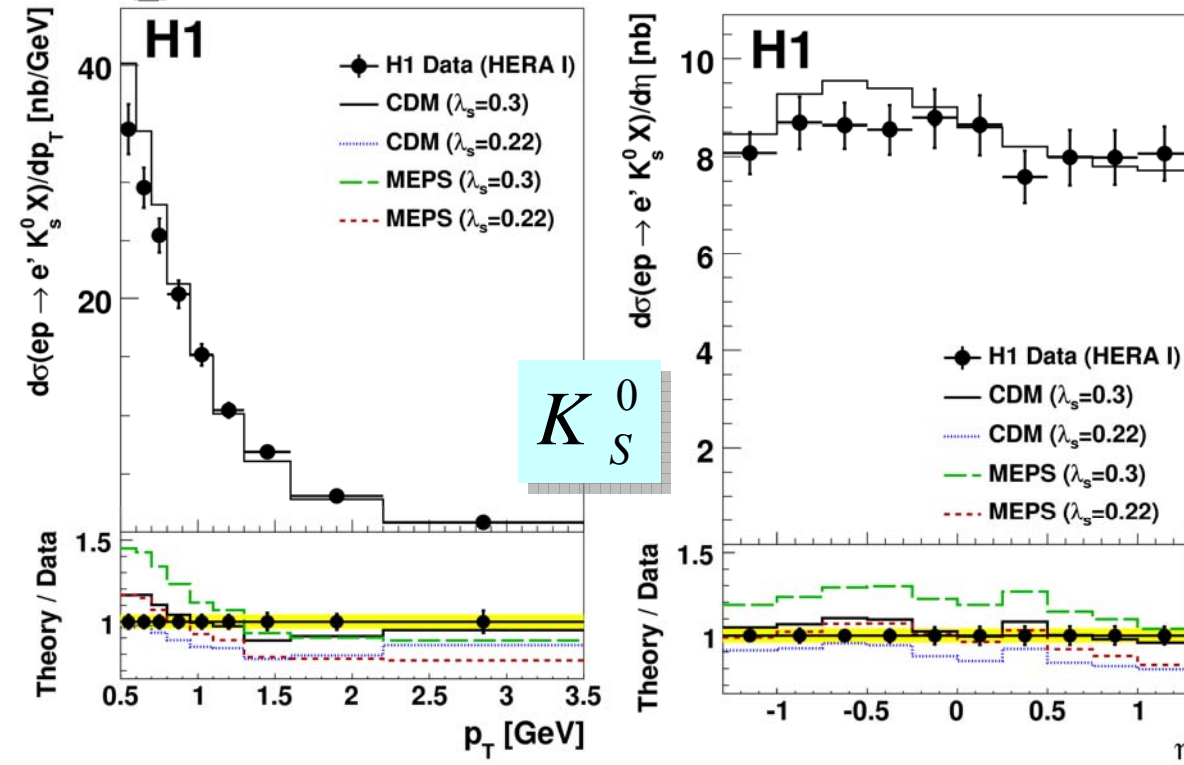 H1
dσ(ep → e' K⁰ₛ X)/dp_T [nb/GeV]
40
20
H1 Data (HERA I)
CDM (λₛ=0.3)
CDM (λₛ=0.22)
MEPS (λₛ=0.3)
MEPS (λₛ=0.22)
Theory / Data
1.5
1
0.5 1 1.5 2 2.5 3 3.5
p_T [GeV]
K⁰_S
H1
dσ(ep → e' K⁰ₛ X)/dη [nb]
10
8
6
4
2
H1 Data (HERA I)
CDM (λₛ=0.3)
CDM (λₛ=0.22)
MEPS (λₛ=0.3)
MEPS (λₛ=0.22)
Theory / Data
1.5
1
-1 -0.5 0 0.5 1
η